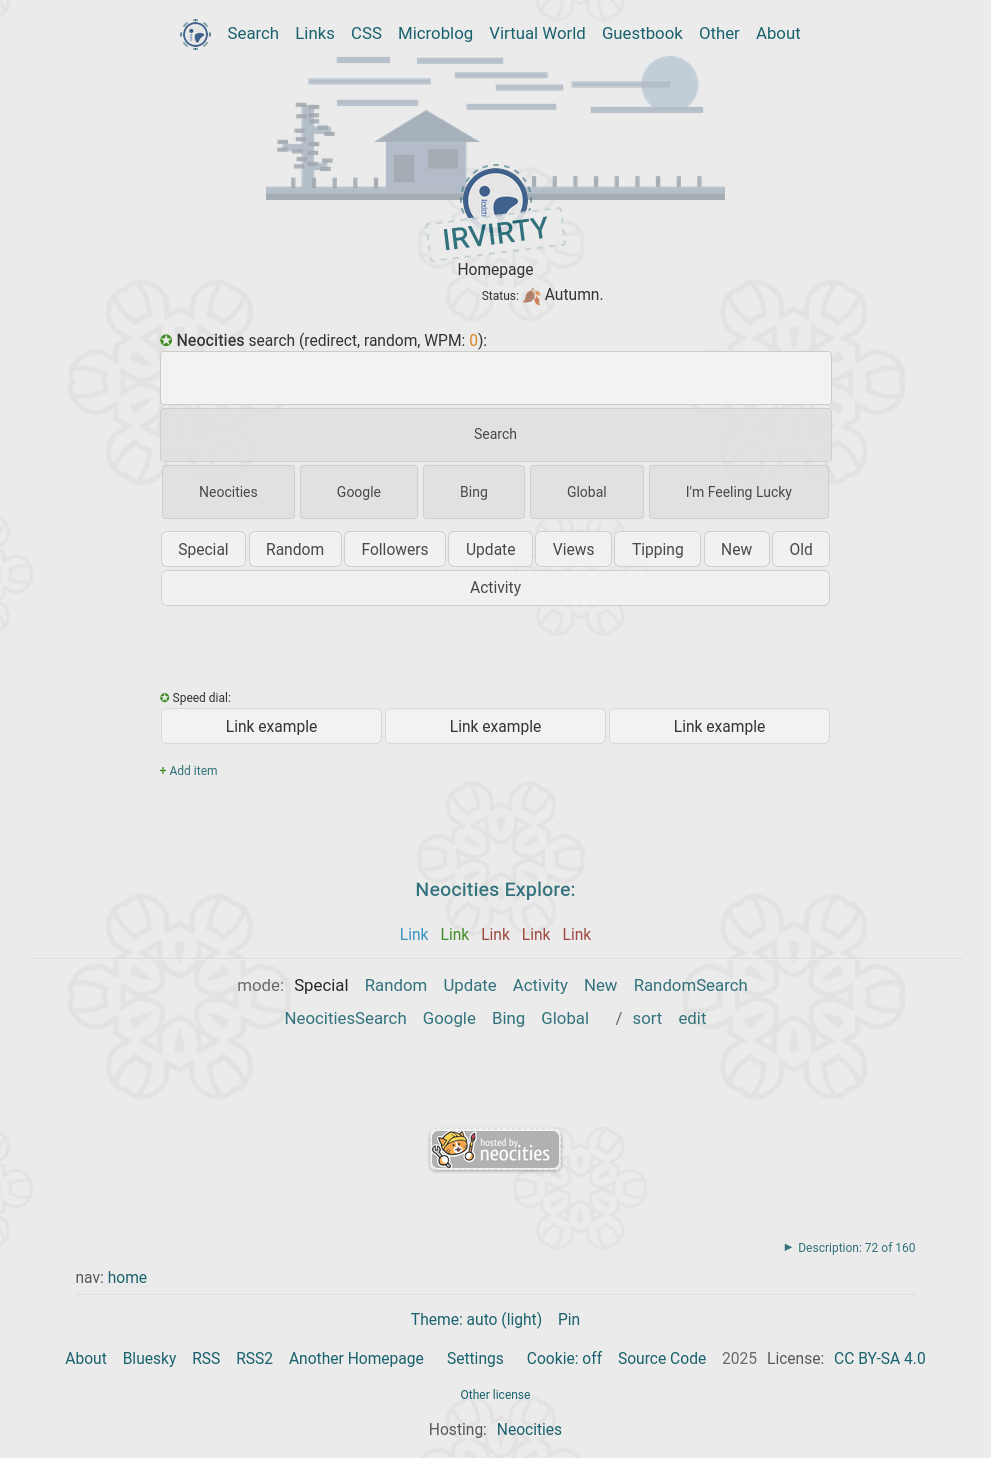 Search Links CSS Microblog Virtual World Guestbook Other About
Irvirty
IRVIRTY
Homepage
Status: 🍂 Autumn.
✪ Neocities search (redirect, random, WPM: 0):
Search
Neocities Google Bing Global I'm Feeling Lucky
Special Random Followers Update Views Tipping New Old
Activity
✪ Speed dial:
Link example Link example Link example
+ Add item
Neocities Explore:
Link Link Link Link Link
mode: Special Random Update Activity New RandomSearch
NeocitiesSearch Google Bing Global / sort edit
hosted by
neocities
► Description: 72 of 160
nav: home
Theme: auto (light) Pin
About Bluesky RSS RSS2 Another Homepage Settings Cookie: off Source Code 2025 License: CC BY-SA 4.0
Other license
Hosting: Neocities